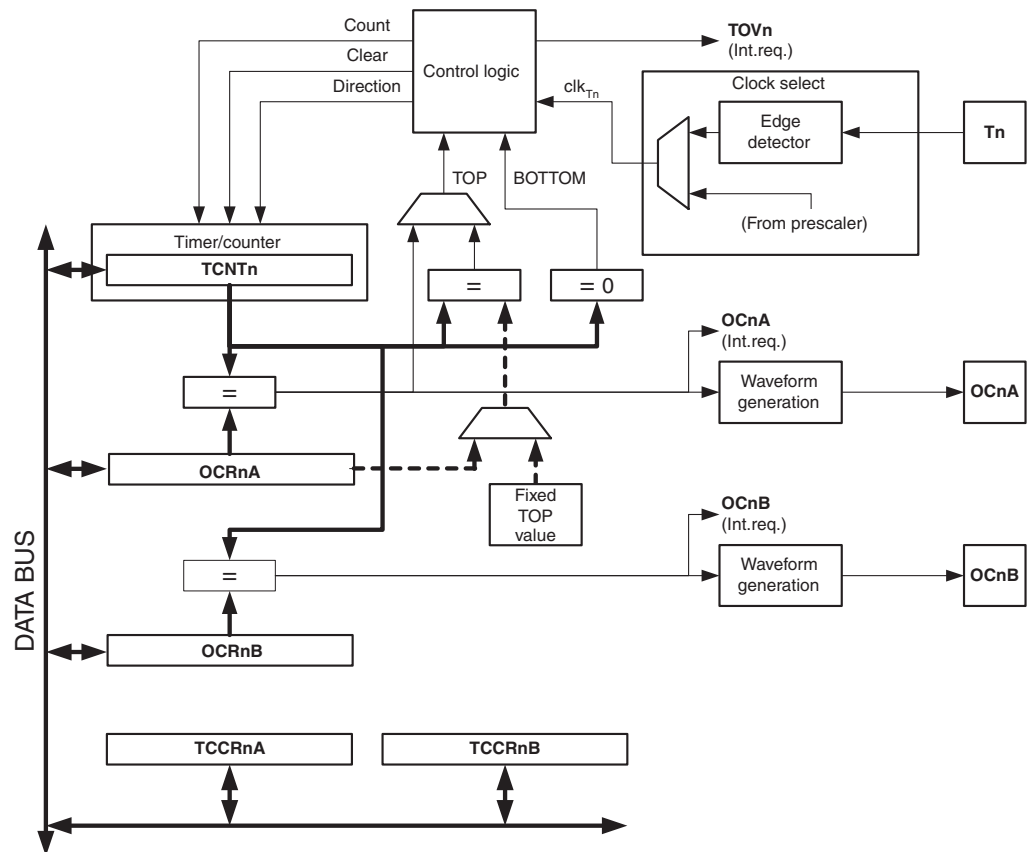 Count
Clear
Direction
Control logic
TOVn
(Int.req.)
clkTn
Clock select
Edge
detector
Tn
(From prescaler)
TOP
BOTTOM
Timer/counter
TCNTn
=
= 0
OCnA
(Int.req.)
=
Waveform
generation
OCnA
OCRnA
Fixed
TOP
value
OCnB
(Int.req.)
=
Waveform
generation
OCnB
OCRnB
DATA BUS
TCCRnA
TCCRnB